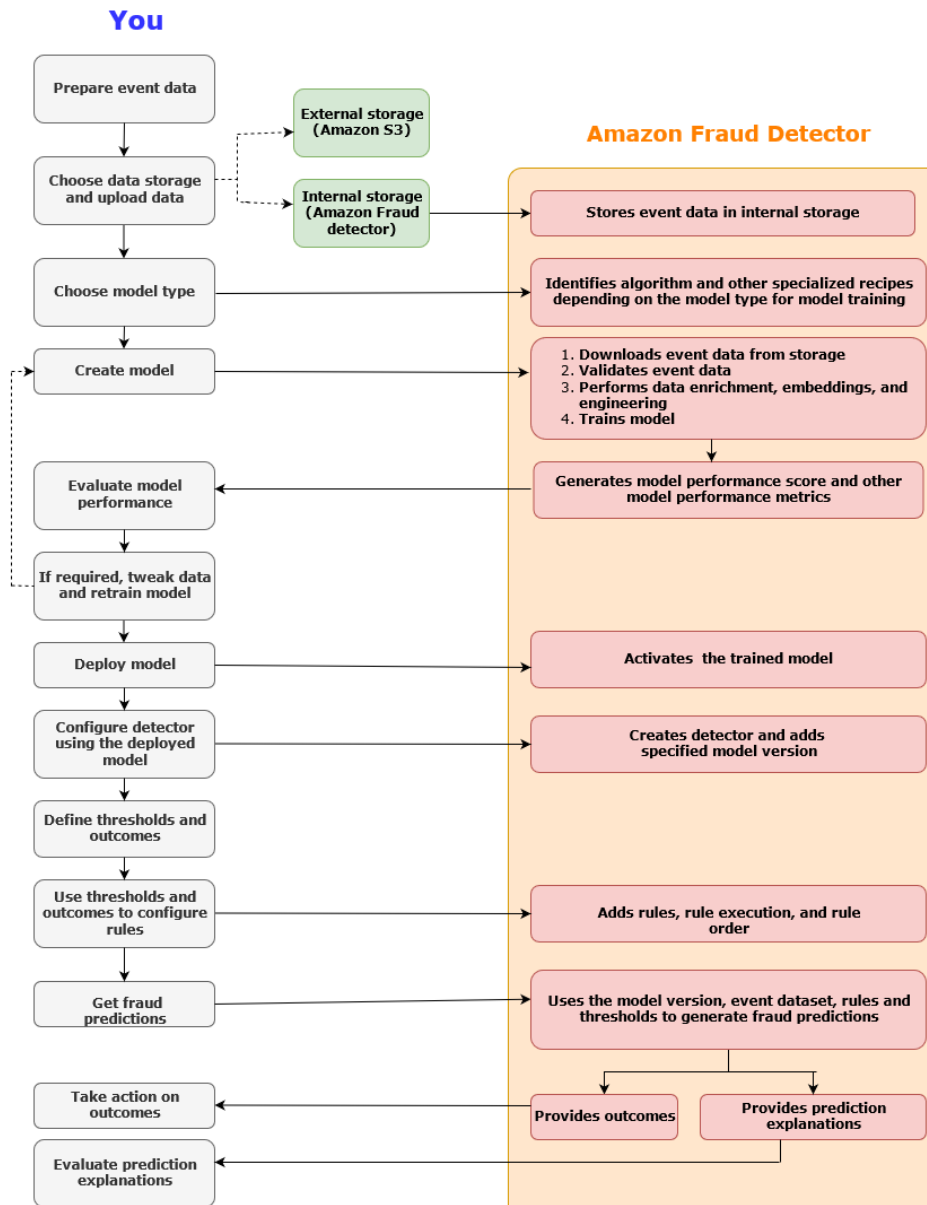 You
Prepare event data
External storage
(Amazon S3)
Amazon Fraud Detector
Choose data storage
and upload data
Internal storage
(Amazon Fraud
detector)
Stores event data in internal storage
Choose model type
Identifies algorithm and other specialized recipes
depending on the model type for model training
Create model
1. Downloads event data from storage
2. Validates event data
3. Performs data enrichment, embeddings, and
engineering
4. Trains model
Evaluate model
performance
Generates model performance score and other
model performance metrics
If required, tweak data
and retrain model
Deploy model
Activates the trained model
Configure detector
using the deployed
model
Creates detector and adds
specified model version
Define thresholds and
outcomes
Use thresholds and
outcomes to configure
rules
Adds rules, rule execution, and rule
order
Get fraud
predictions
Uses the model version, event dataset, rules and
thresholds to generate fraud predictions
Take action on
outcomes
Provides outcomes
Provides prediction
explanations
Evaluate prediction
explanations